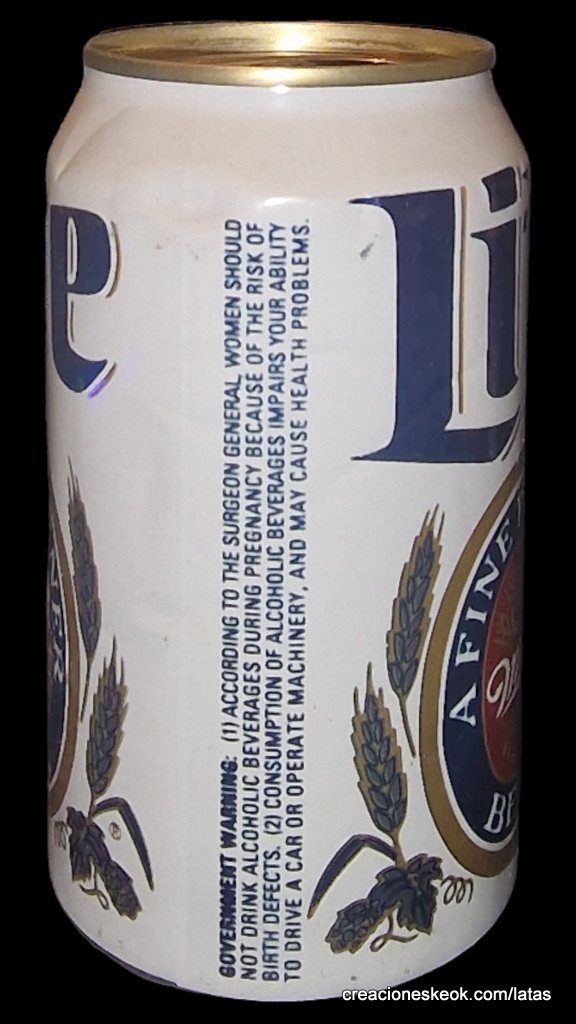 Lit
e
GOVERNMENT WARNING: (1) ACCORDING TO THE SURGEON GENERAL, WOMEN SHOULD
NOT DRINK ALCOHOLIC BEVERAGES DURING PREGNANCY BECAUSE OF THE RISK OF
BIRTH DEFECTS. (2) CONSUMPTION OF ALCOHOLIC BEVERAGES IMPAIRS YOUR ABILITY
TO DRIVE A CAR OR OPERATE MACHINERY, AND MAY CAUSE HEALTH PROBLEMS.
A FINE
BE
NER
®
creacioneskeok.com/latas